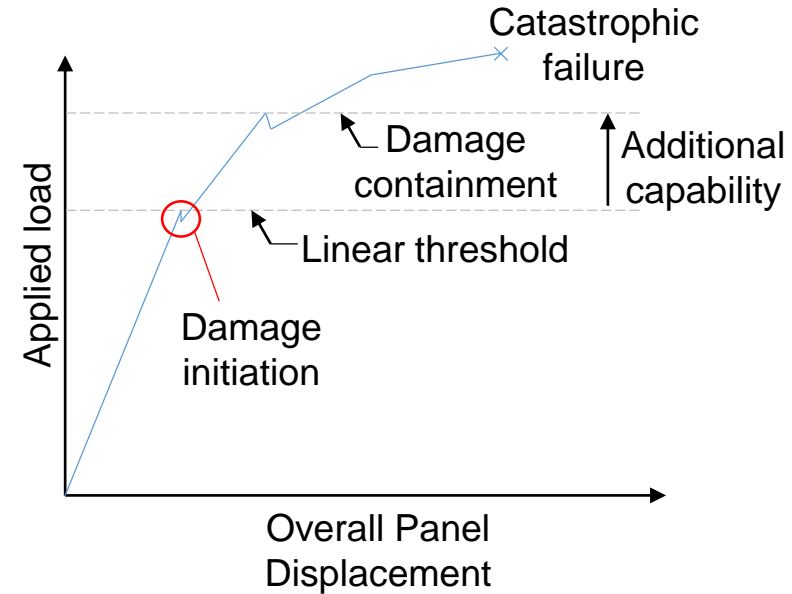 Catastrophic
failure
Damage
containment
Additional
capability
Linear threshold
Damage
initiation
Applied load
Overall Panel
Displacement